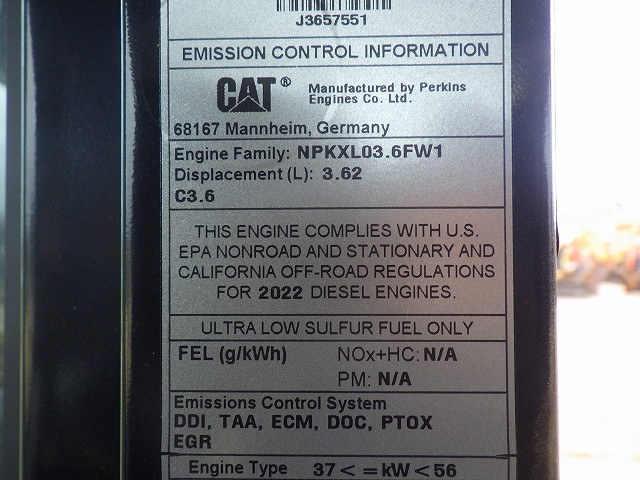 J3657551
EMISSION CONTROL INFORMATION
CAT® Manufactured by Perkins
Engines Co. Ltd.
68167 Mannheim, Germany
Engine Family: NPKXL03.6FW1
Displacement (L): 3.62
C3.6
THIS ENGINE COMPLIES WITH U.S.
EPA NONROAD AND STATIONARY AND
CALIFORNIA OFF-ROAD REGULATIONS
FOR 2022 DIESEL ENGINES.
ULTRA LOW SULFUR FUEL ONLY
FEL (g/kWh) NOx+HC: N/A
PM: N/A
Emissions Control System
DDI, TAA, ECM, DOC, PTOX
EGR
Engine Type 37 < = kW < 56